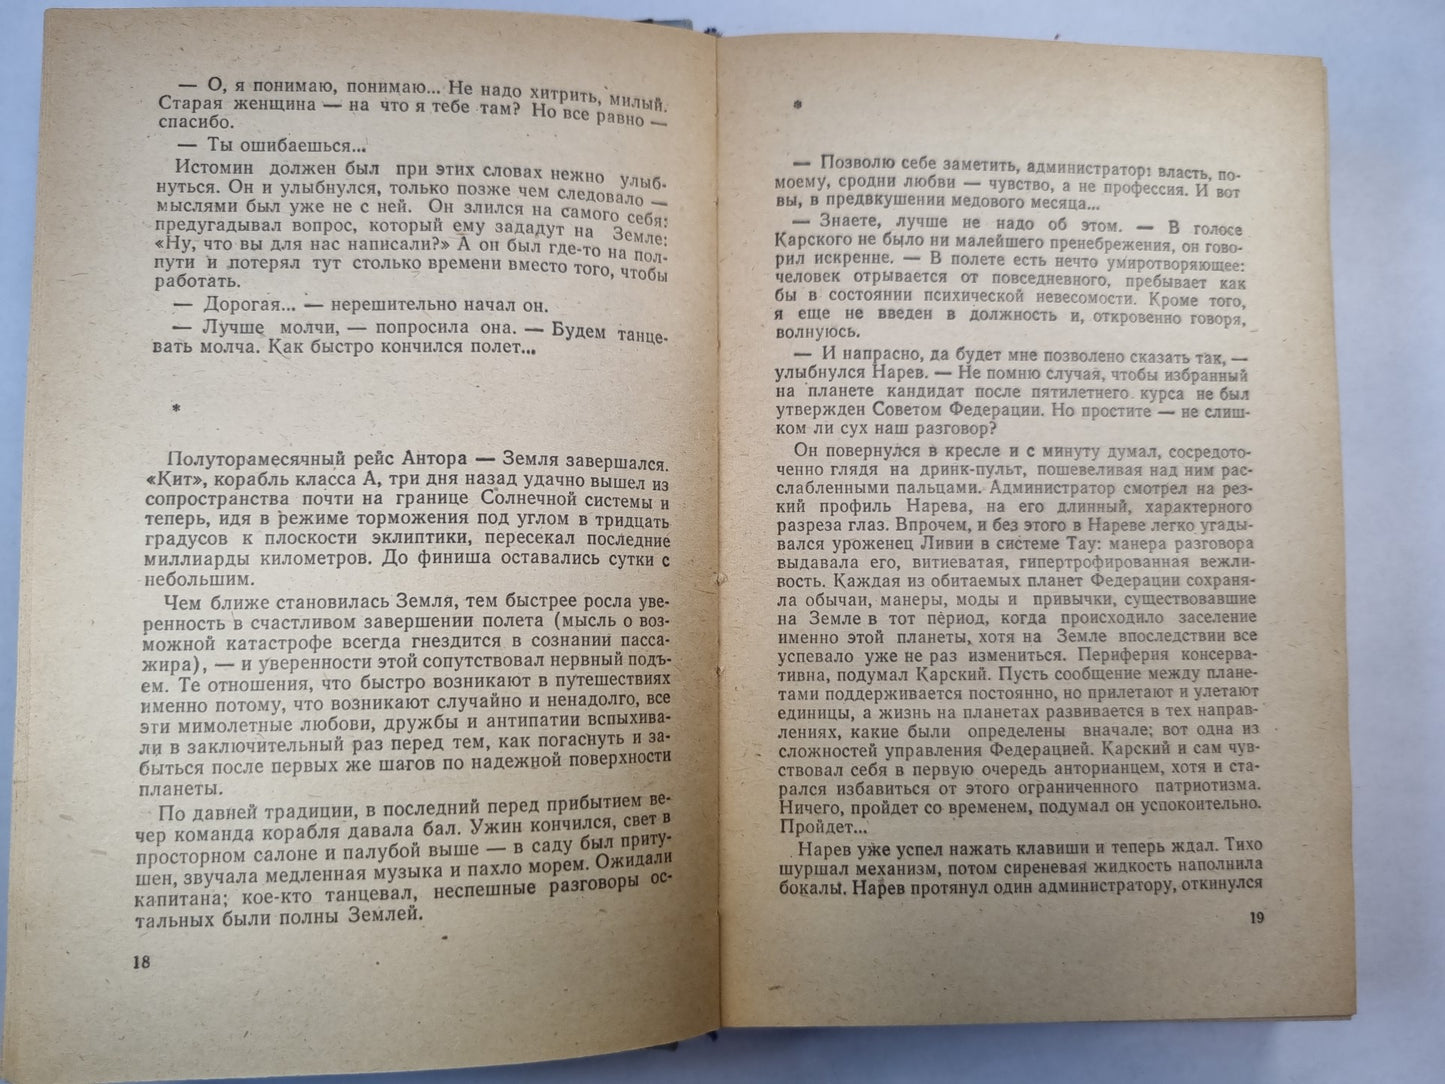 — О, я понимаю, понимаю... Не надо хитрить, милый.
Старая женщина — на что я тебе там? Но все равно —
спасибо.
— Ты ошибаешься...
Истомин должен был при этих словах нежно улыб-
нуться. Он и улыбнулся, только позже чем следовало —
мыслями был уже не с ней. Он злился на самого себя:
предугадывал вопрос, который ему зададут на Земле:
«Ну, что вы для нас написали?» А он был где-то на пол-
пути и потерял тут столько времени вместо того, чтобы
работать.
— Дорогая... — нерешительно начал он.
— Лучше молчи, — попросила она. — Будем танце-
вать молча. Как быстро кончился полет...
*
Полуторамесячный рейс Антора — Земля завершался.
«Кит», корабль класса А, три дня назад удачно вышел из
сопространства почти на границе Солнечной системы и
теперь, идя в режиме торможения под углом в тридцать
градусов к плоскости эклиптики, пересекал последние
миллиарды километров. До финиша оставались сутки с
небольшим.
Чем ближе становилась Земля, тем быстрее росла уве-
ренность в счастливом завершении полета (мысль о воз-
можной катастрофе всегда гнездится в сознании пасса-
жира), — и уверенности этой сопутствовал нервный подъ-
ем. Те отношения, что быстро возникают в путешествиях
именно потому, что возникают случайно и ненадолго, все
эти мимолетные любови, дружбы и антипатии вспыхива-
ли в заключительный раз перед тем, как погаснуть и за-
быться после первых же шагов по надежной поверхности
планеты.
По давней традиции, в последний перед прибытием ве-
чер команда корабля давала бал. Ужин кончился, свет в
просторном салоне и палубой выше — в саду был приту-
шен, звучала медленная музыка и пахло морем. Ожидали
капитана; кое-кто танцевал, неспешные разговоры ос-
тальных были полны Землей.
18
*
— Позволю себе заметить, администратор: власть, по-
моему, сродни любви — чувство, а не профессия. И вот
вы, в предвкушении медового месяца...
— Знаете, лучше не надо об этом. — В голосе
Карского не было ни малейшего пренебрежения, он гово-
рил искренне. — В полете есть нечто умиротворяющее:
человек отрывается от повседневного, пребывает как
бы в состоянии психической невесомости. Кроме того,
я еще не введен в должность и, откровенно говоря,
волнуюсь.
— И напрасно, да будет мне позволено сказать так, —
улыбнулся Нарев. — Не помню случая, чтобы избранный
на планете кандидат после пятилетнего курса не был
утвержден Советом Федерации. Но простите — не слиш-
ком ли сух наш разговор?
Он повернулся в кресле и с минуту думал, сосредото-
ченно глядя на дринк-пульт, пошевеливая над ним рас-
слабленными пальцами. Администратор смотрел на рез-
кий профиль Нарева, на его длинный, характерного
разреза глаз. Впрочем, и без этого в Нареве легко угады-
вался уроженец Ливии в системе Тау: манера разговора
выдавала его, витиеватая, гипертрофированная вежли-
вость. Каждая из обитаемых планет Федерации сохраня-
ла обычаи, манеры, моды и привычки, существовавшие
на Земле в тот период, когда происходило заселение
именно этой планеты, хотя на Земле впоследствии все
успевало уже не раз измениться. Периферия консерва-
тивна, подумал Карский. Пусть сообщение между плане-
тами поддерживается постоянно, но прилетают и улетают
единицы, а жизнь на планетах развивается в тех направ-
лениях, какие были определены вначале; вот одна из
сложностей управления Федерацией. Карский и сам чув-
ствовал себя в первую очередь анторианцем, хотя и ста-
рался избавиться от этого ограниченного патриотизма.
Ничего, пройдет со временем, подумал он успокоительно.
Пройдет...
Нарев уже успел нажать клавиши и теперь ждал. Тихо
шуршал механизм, потом сиреневая жидкость наполнила
бокалы. Нарев протянул один администратору, откинулся
19